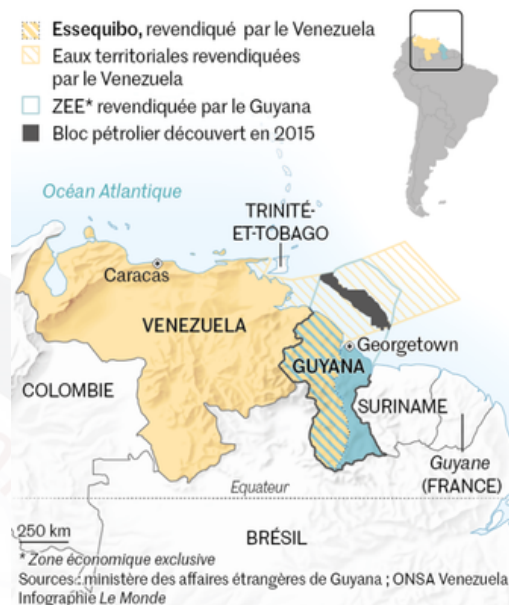 Essequibo, revendiqué par le Venezuela
Eaux territoriales revendiquées
par le Venezuela
ZEE* revendiquée par le Guyana
Bloc pétrolier découvert en 2015
Océan Atlantique
TRINITÉ-
ET-TOBAGO
Caracas
VENEZUELA
Georgetown
GUYANA
COLOMBIE
SURINAME
Guyane
(FRANCE)
Equateur
BRÉSIL
250 km
* Zone économique exclusive
Sources : ministère des affaires étrangères de Guyana ; ONSA Venezuela
Infographie Le Monde